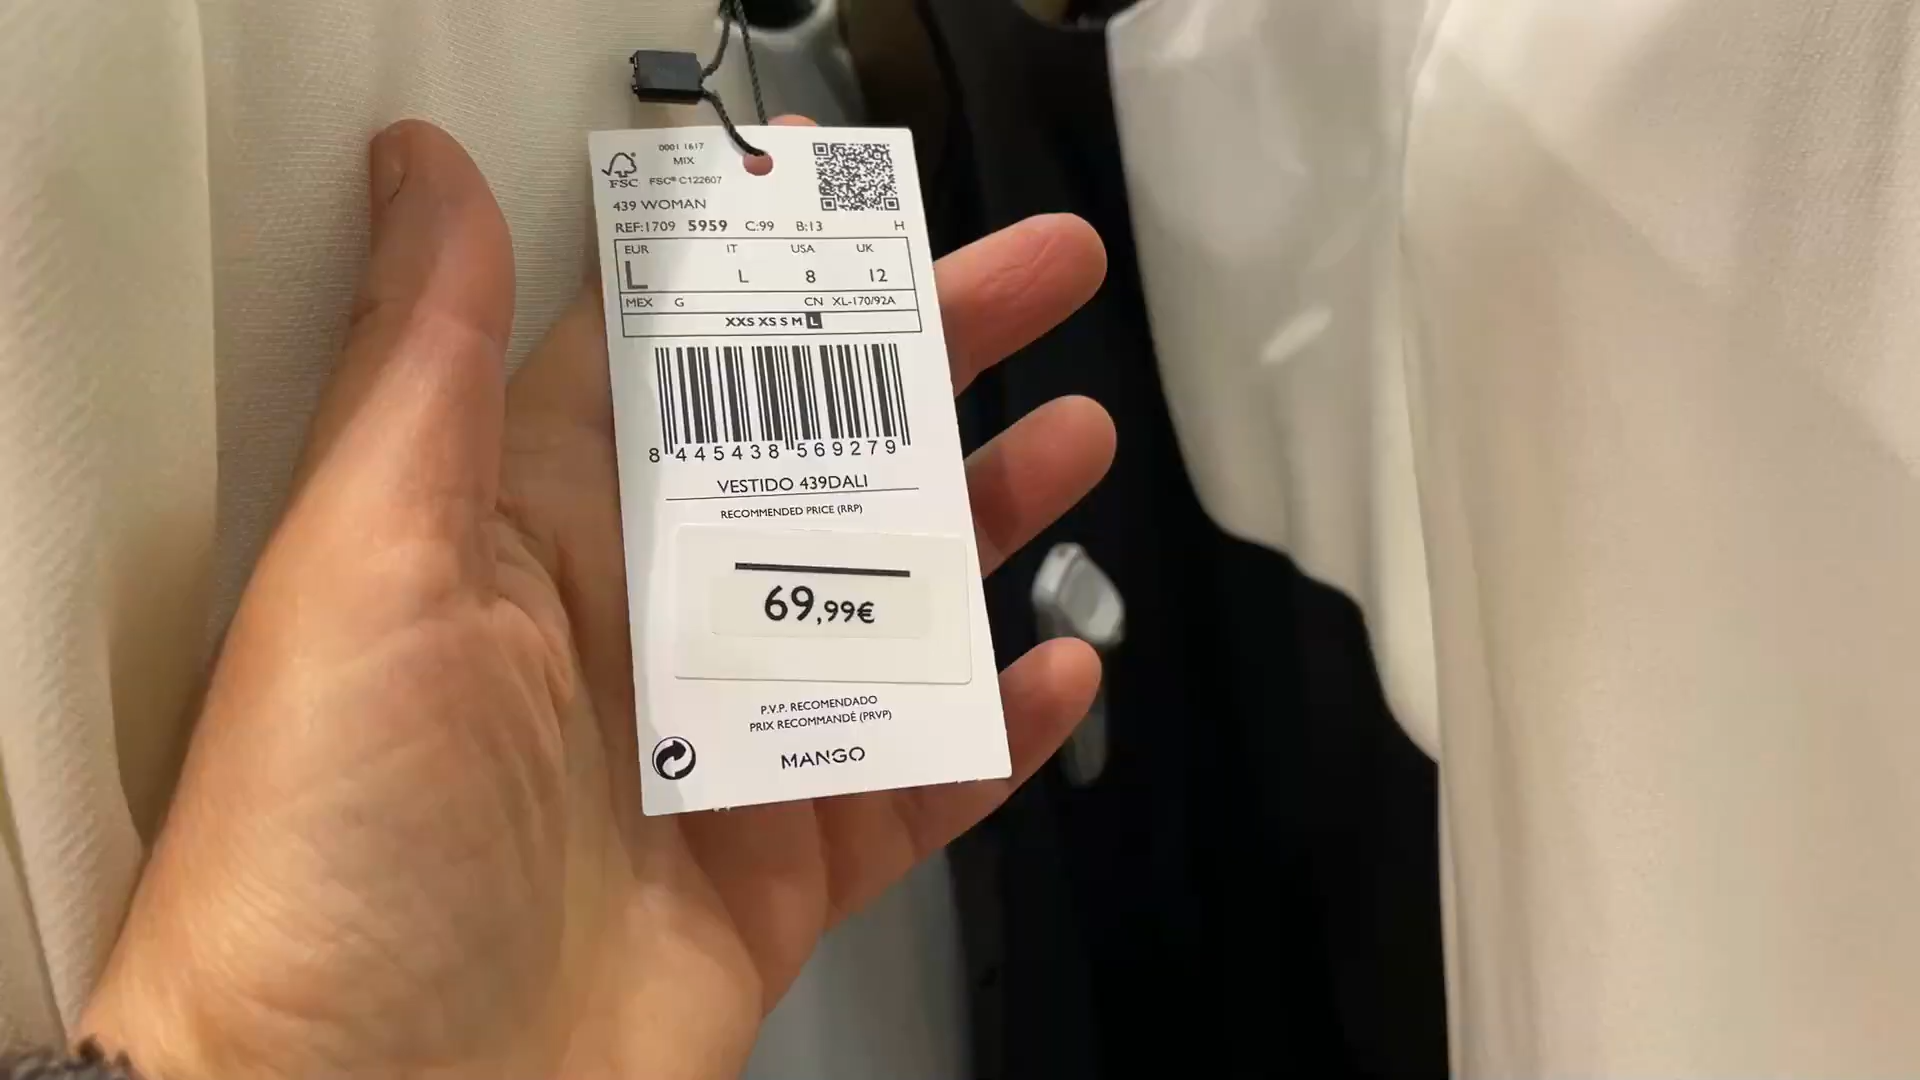 0001 1617
MIX
FSC
FSC® C122607
439 WOMAN
REF:1709 5959 C:99 B:13 H
EUR IT USA UK
L L 8 12
MEX G CN XL-170/92A
XXS XS S M L
8 445438 569279
VESTIDO 439DALI
RECOMMENDED PRICE (RRP)
69,99€
P.V.P. RECOMENDADO
PRIX RECOMMANDÉ (PRVP)
MANGO